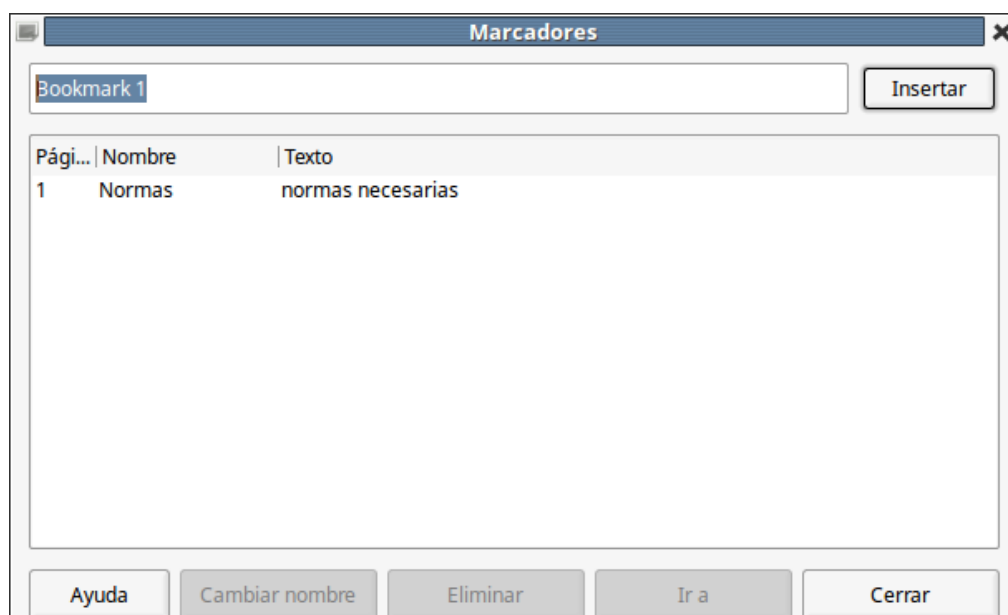 Marcadores
Bookmark 1 Insertar
Pági... Nombre Texto
1 Normas normas necesarias
Ayuda Cambiar nombre Eliminar Ir a Cerrar